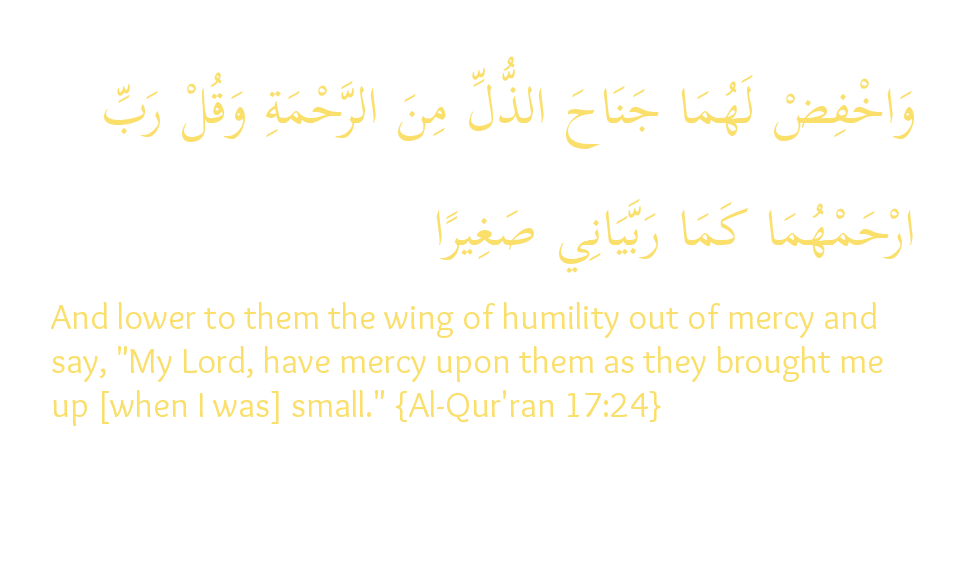 وَاخْفِضْ لَهُمَا جَنَاحَ الذُّلِّ مِنَ الرَّحْمَةِ وَقُلْ رَبِّ
ارْحَمْهُمَا كَمَا رَبَّيَانِي صَغِيرًا
And lower to them the wing of humility out of mercy and
say, "My Lord, have mercy upon them as they brought me
up [when I was] small." {Al-Qur'ran 17:24}